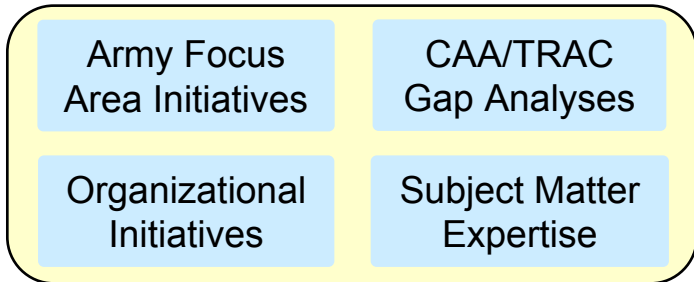 Army Focus
Area Initiatives
CAA/TRAC
Gap Analyses
Organizational
Initiatives
Subject Matter
Expertise